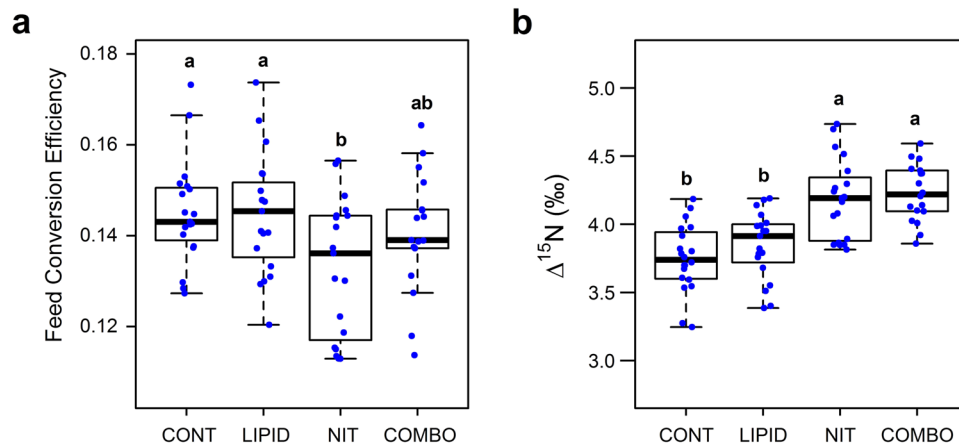 a
b
Feed Conversion Efficiency
0.18
0.16
0.14
0.12
a
a
b
ab
CONT LIPID NIT COMBO
Δ¹⁵N (‰)
5.0
4.5
4.0
3.5
3.0
b
b
a
a
CONT LIPID NIT COMBO